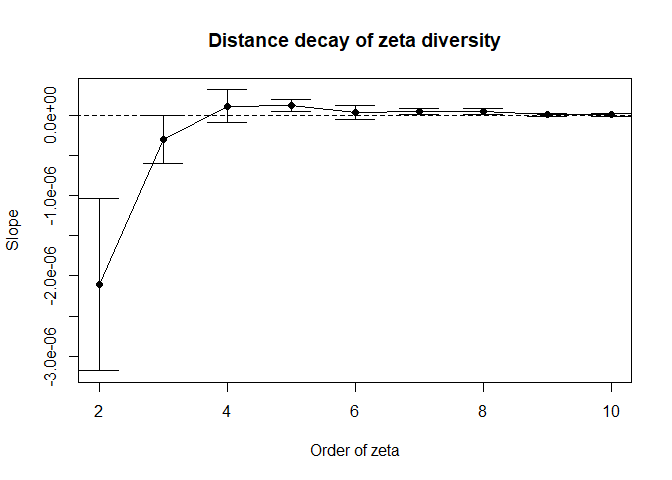 Distance decay of zeta diversity
Slope
0.0e+00
-1.0e-06
-2.0e-06
-3.0e-06
2 4 6 8 10
Order of zeta